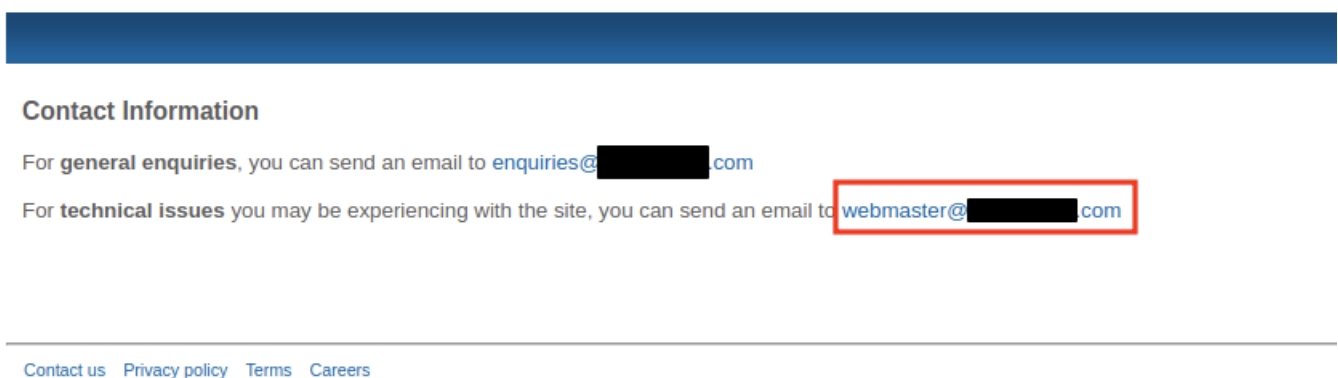 Contact Information
For general enquiries, you can send an email to enquiries@ .com
For technical issues you may be experiencing with the site, you can send an email to webmaster@ .com
Contact us Privacy policy Terms Careers